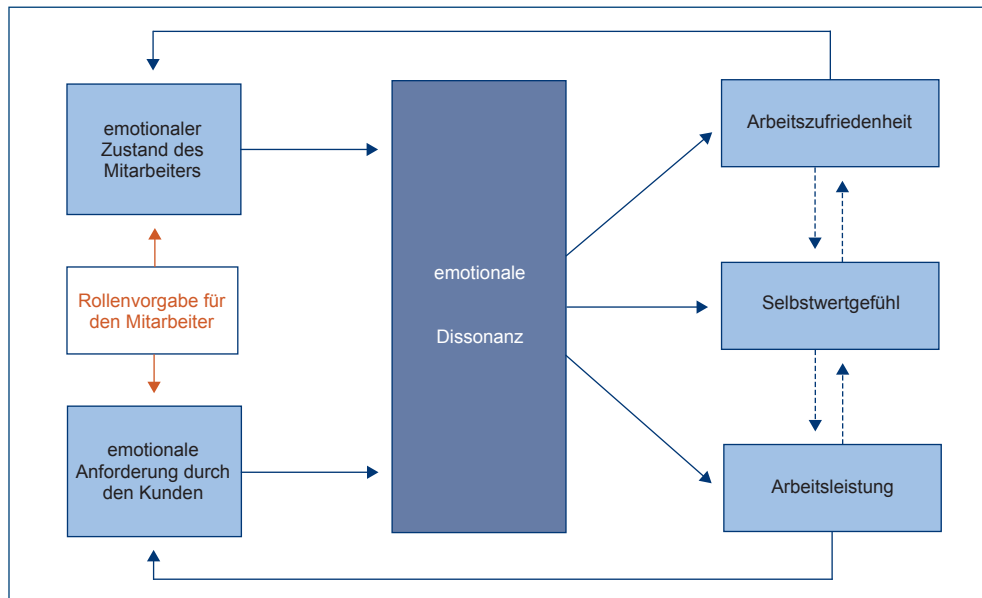 emotionaler
Zustand des
Mitarbeiters
Rollenvorgabe für
den Mitarbeiter
emotionale
Anforderung durch
den Kunden
emotionale
Dissonanz
Arbeitszufriedenheit
Selbstwertgefühl
Arbeitsleistung